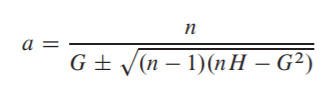 a = n / (G ± √((n − 1)(nH − G²)))